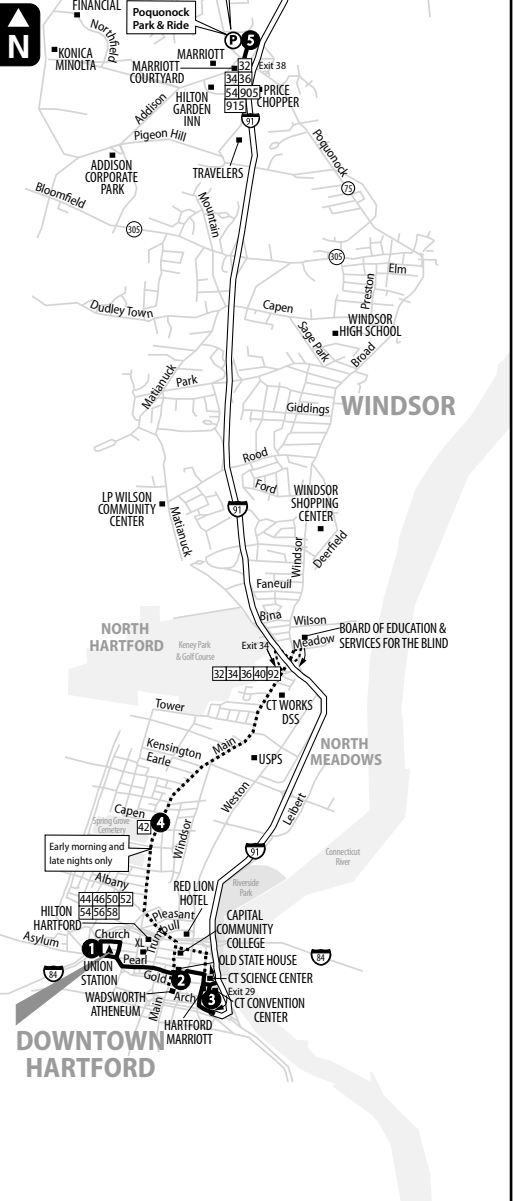 FINANCIAL
Poquonock
Park & Ride
N
Northfield
P
5
KONICA
MINOLTA
MARRIOTT
MARRIOTT
COURTYARD
32
Exit 38
34 36
54 905
915
PRICE
CHOPPER
Addison
HILTON
GARDEN
INN
91
Pigeon Hill
Poquonock
ADDISON
CORPORATE
PARK
TRAVELERS
75
Bloomfield
Mountain
305
305
Elm
Preston
Dudley Town
Capen
Sage Park
WINDSOR
HIGH SCHOOL
Broad
Matianuck
Park
Giddings
WINDSOR
Rood
Ford
LP WILSON
COMMUNITY
CENTER
Matianuck
91
WINDSOR
SHOPPING
CENTER
Windsor
Deerfield
Faneuil
Bina
Wilson
NORTH
HARTFORD
Keney Park
& Golf Course
Exit 34
Meadow
BOARD OF EDUCATION &
SERVICES FOR THE BLIND
32 34 36 40 92
CT WORKS
DSS
Tower
Kensington
Main
Earle
USPS
NORTH
MEADOWS
Weston
Leibert
Capen
4
42
Spring Grove
Cemetery
Windsor
Early morning and
late nights only
91
Connecticut
River
Albany
RED LION
HOTEL
Riverside
Park
44 46 50 52
54 56 58
Pleasant
CAPITAL
COMMUNITY
COLLEGE
HILTON
HARTFORD
Trumbull
Asylum
Church
XL
1
Pearl
OLD STATE HOUSE
84
84
UNION
STATION
Gold
2
CT SCIENCE CENTER
Exit 29
WADSWORTH
ATHENEUM
Main
Arch
3
CT CONVENTION
CENTER
HARTFORD
MARRIOTT
DOWNTOWN
HARTFORD